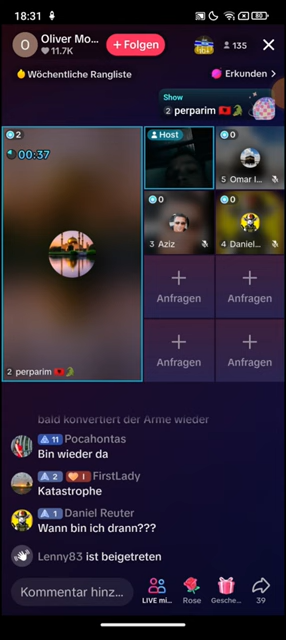 18:31
80
Oliver Mo...
11.7K
+ Folgen
135
Wöchentliche Rangliste
Erkunden >
Show
2 perparim 🇦🇱🐊
2
00:37
2 perparim 🇦🇱🐊
Host
0
5 Omar I...
0
3 Aziz
0
4 Daniel...
Anfragen
Anfragen
Anfragen
Anfragen
bald konvertiert der Arme wieder
11 Pocahontas
Bin wieder da
2 I FirstLady
Katastrophe
1 Daniel Reuter
Wann bin ich drann???
Lenny83 ist beigetreten
Kommentar hinz...
LIVE mi...
Rose
Gesche...
39